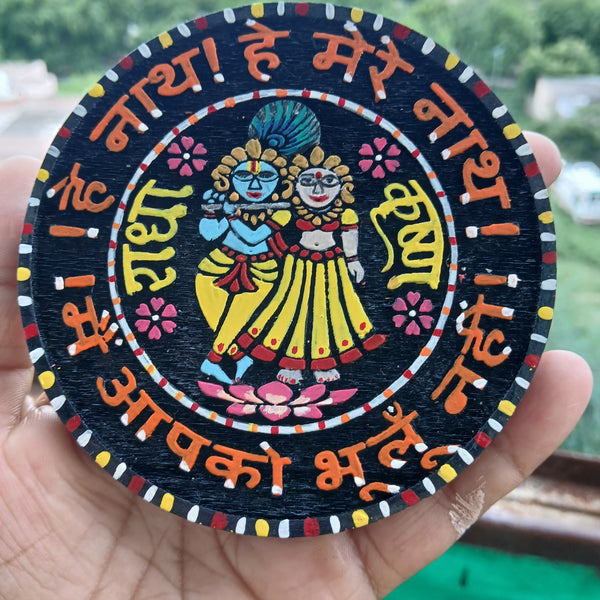 हे नाथ! हे मेरे नाथ।
मैं आपको भूलूँ नहीं।
राधा
कृष्ण